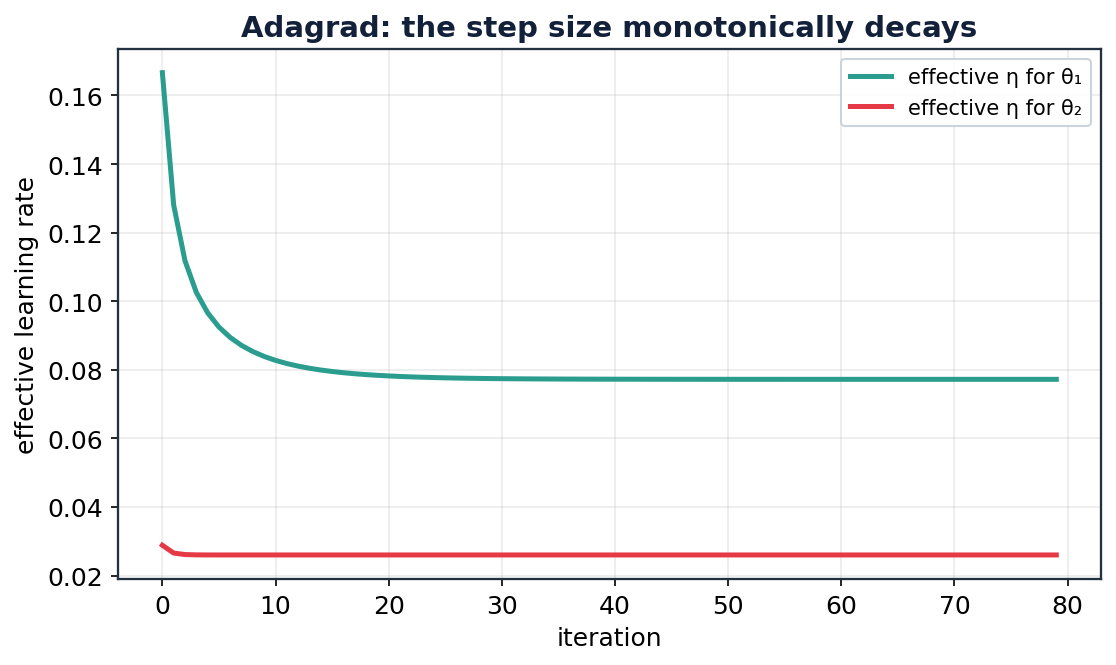 Adagrad: the step size monotonically decays
effective η for θ₁
effective η for θ₂
effective learning rate
0.16
0.14
0.12
0.10
0.08
0.06
0.04
0.02
0 10 20 30 40 50 60 70 80
iteration